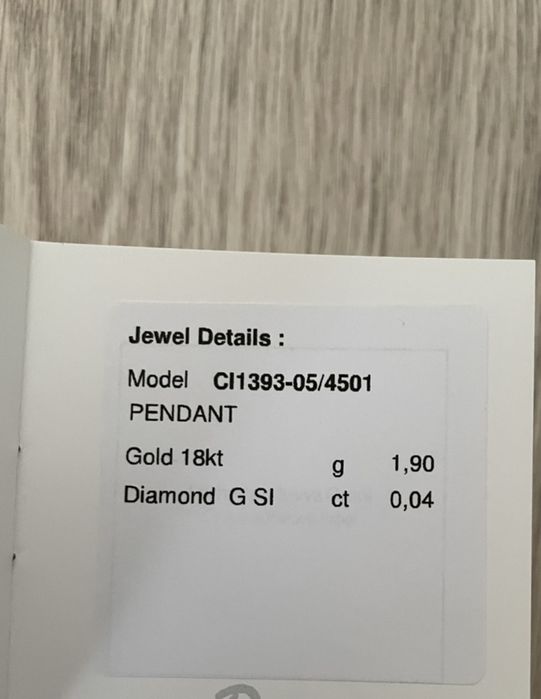 Jewel Details :
Model CI1393-05/4501
PENDANT
Gold 18kt g 1,90
Diamond G SI ct 0,04